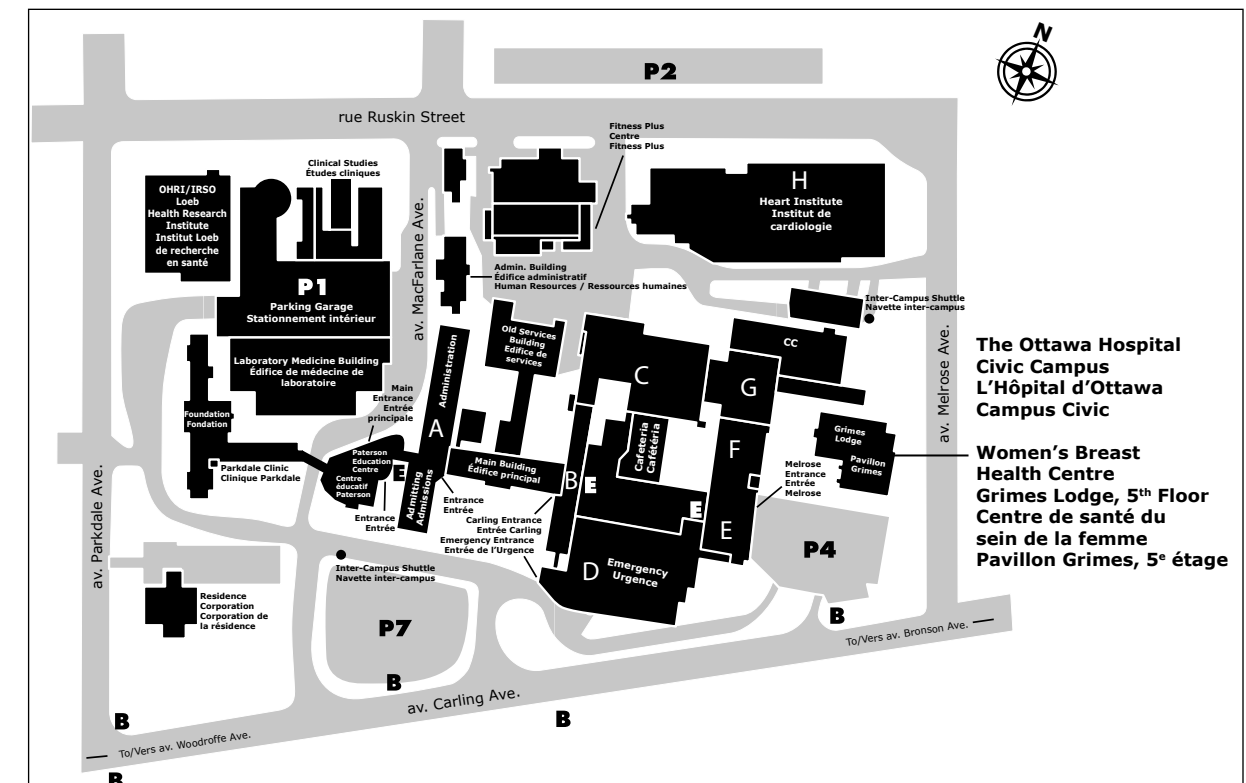 N
P2
rue Ruskin Street
Fitness Plus
Centre
Fitness Plus
Clinical Studies
Études cliniques
OHRI/IRSO
Loeb
Health Research
Institute
Institut Loeb
de recherche
en santé
H
Heart Institute
Institut de
cardiologie
av. MacFarlane Ave.
Admin. Building
Édifice administratif
Human Resources / Ressources humaines
P1
Parking Garage
Stationnement intérieur
Inter-Campus Shuttle
Navette inter-campus
Old Services
Building
Edifice de
services
Administration
A
Admitting
Admissions
CC
C
G
av. Melrose Ave.
The Ottawa Hospital
Civic Campus
L'Hôpital d'Ottawa
Campus Civic
Laboratory Medicine Building
Édifice de médecine de
laboratoire
Main
Entrance
Entrée
principale
Foundation
Fondation
Cafeteria
Cafétéria
F
Grimes
Lodge
Pavillon
Grimes
Women's Breast
Health Centre
Grimes Lodge, 5th Floor
Centre de santé du
sein de la femme
Pavillon Grimes, 5e étage
Paterson
Education
Centre
Centre
éducatif
Paterson
E
Parkdale Clinic
Clinique Parkdale
Main Building
Édifice principal
B
E
Melrose
Entrance
Entrée
Melrose
Entrance
Entrée
Entrance
Entrée
Carling Entrance
Entrée Carling
Emergency Entrance
Entrée de l'Urgence
E
E
P4
av. Parkdale Ave.
Inter-Campus Shuttle
Navette inter-campus
D
Emergency
Urgence
Residence
Corporation
Corporation de
la résidence
P7
B
To/Vers av. Bronson Ave.
B
av. Carling Ave.
B
B
To/Vers av. Woodroffe Ave.
B